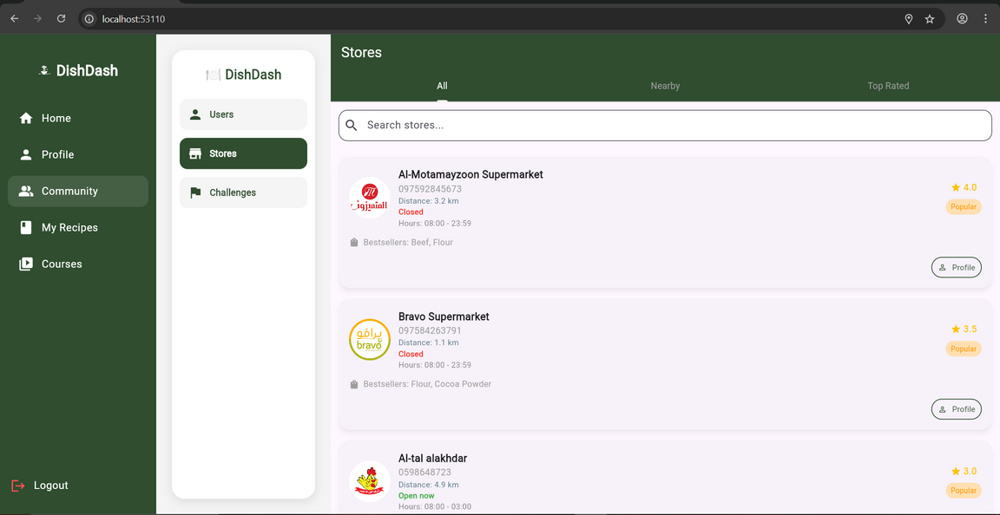 localhost:53110
DishDash
Home
Profile
Community
My Recipes
Courses
Logout
DishDash
Users
Stores
Challenges
Stores
All
Nearby
Top Rated
Search stores...
المتميزون
Al-Motamayzoon Supermarket
097592845673
Distance: 3.2 km
Closed
Hours: 08:00 - 23:59
4.0
Popular
Bestsellers: Beef, Flour
Profile
برافو
bravo
Bravo Supermarket
097584263791
Distance: 1.1 km
Closed
Hours: 08:00 - 23:59
3.5
Popular
Bestsellers: Flour, Cocoa Powder
Profile
Al-tal alakhdar
0598648723
Distance: 4.9 km
Open now
Hours: 08:00 - 03:00
3.0
Popular